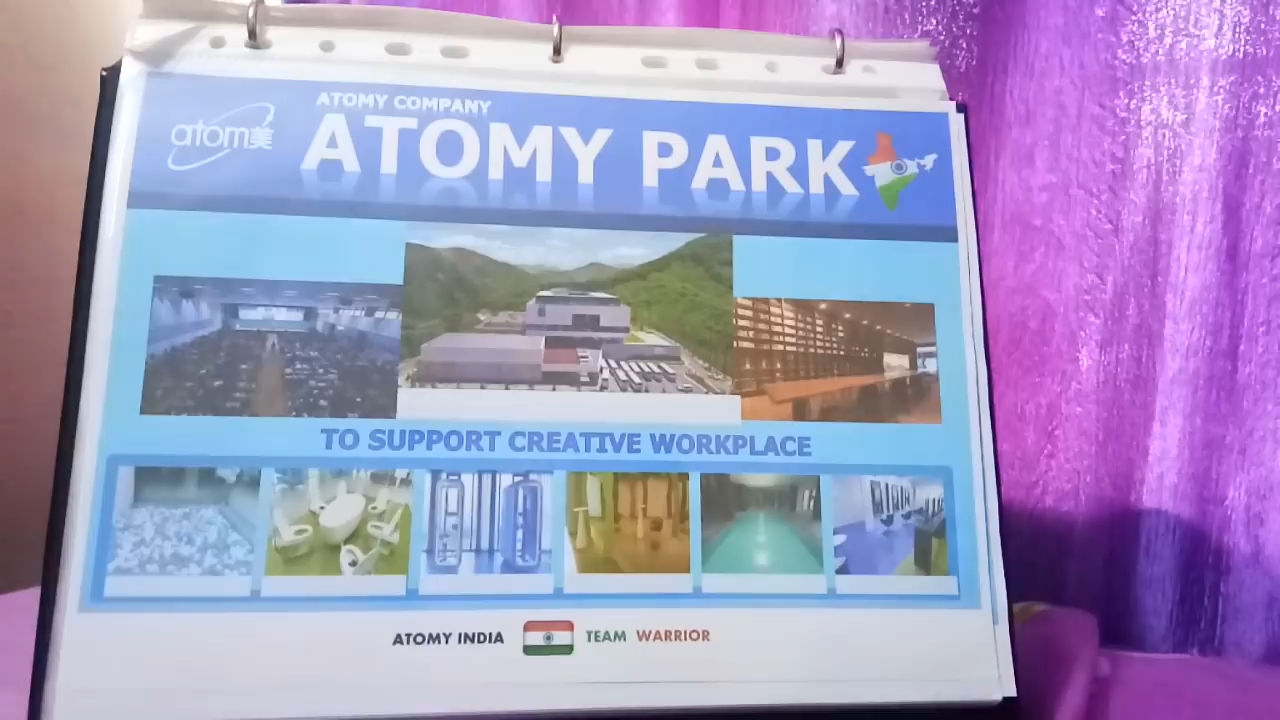 ATOMY COMPANY
atom美
ATOMY PARK
TO SUPPORT CREATIVE WORKPLACE
ATOMY INDIA TEAM WARRIOR